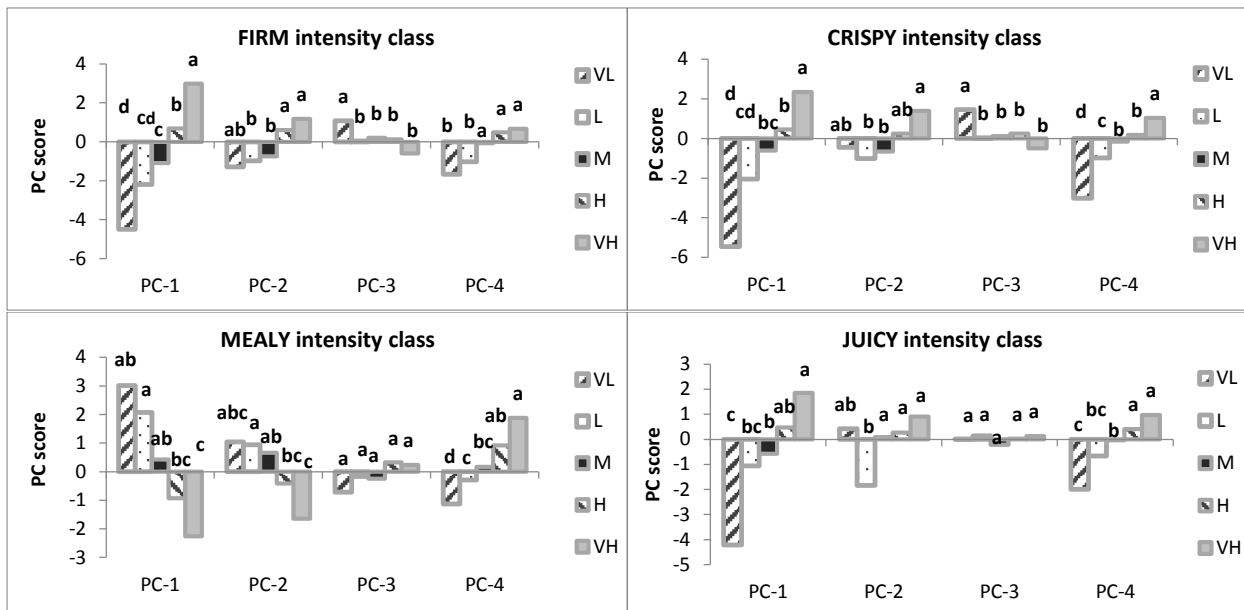 FIRM intensity class
PC score
4
2
0
-2
-4
-6
d cd c b a
ab b b a a
a b b b b
b b a a a
PC-1 PC-2 PC-3 PC-4
VL
L
M
H
VH
CRISPY intensity class
PC score
4
2
0
-2
-4
-6
d cd bc b a
ab b b ab a
a b b b b
d c b b a
PC-1 PC-2 PC-3 PC-4
VL
L
M
H
VH
MEALY intensity class
PC score
4
3
2
1
0
-1
-2
-3
ab a ab bc c
abc a ab bc c
a a a a a
d c bc ab a
PC-1 PC-2 PC-3 PC-4
VL
L
M
H
VH
JUICY intensity class
PC score
3
2
1
0
-1
-2
-3
-4
-5
c bc b ab a
ab b a a a
a a a a a
c bc b a a
PC-1 PC-2 PC-3 PC-4
VL
L
M
H
VH